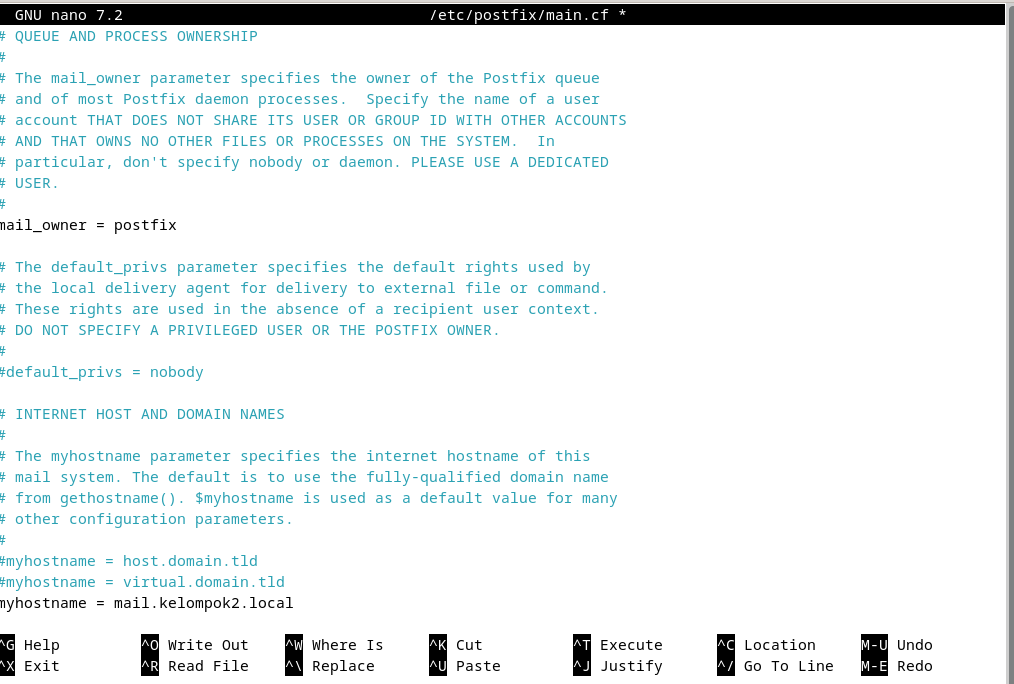 GNU nano 7.2 /etc/postfix/main.cf *
# QUEUE AND PROCESS OWNERSHIP
#
# The mail_owner parameter specifies the owner of the Postfix queue
# and of most Postfix daemon processes.  Specify the name of a user
# account THAT DOES NOT SHARE ITS USER OR GROUP ID WITH OTHER ACCOUNTS
# AND THAT OWNS NO OTHER FILES OR PROCESSES ON THE SYSTEM.  In
# particular, don't specify nobody or daemon. PLEASE USE A DEDICATED
# USER.
#
mail_owner = postfix

# The default_privs parameter specifies the default rights used by
# the local delivery agent for delivery to external file or command.
# These rights are used in the absence of a recipient user context.
# DO NOT SPECIFY A PRIVILEGED USER OR THE POSTFIX OWNER.
#
#default_privs = nobody

# INTERNET HOST AND DOMAIN NAMES
#
# The myhostname parameter specifies the internet hostname of this
# mail system. The default is to use the fully-qualified domain name
# from gethostname(). $myhostname is used as a default value for many
# other configuration parameters.
#
#myhostname = host.domain.tld
#myhostname = virtual.domain.tld
myhostname = mail.kelompok2.local

^G Help ^O Write Out ^W Where Is ^K Cut ^T Execute ^C Location M-U Undo
^X Exit ^R Read File ^\ Replace ^U Paste ^J Justify ^/ Go To Line M-E Redo